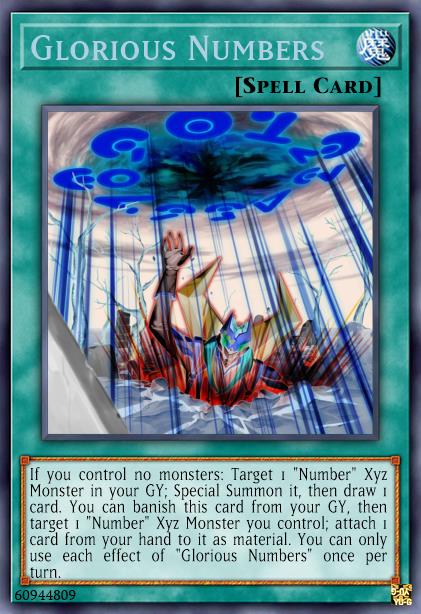 Glorious Numbers
魔
[Spell Card]
If you control no monsters: Target 1 "Number" Xyz
Monster in your GY; Special Summon it, then draw 1
card. You can banish this card from your GY, then
target 1 "Number" Xyz Monster you control; attach 1
card from your hand to it as material. You can only
use each effect of "Glorious Numbers" once per
turn.
60944809